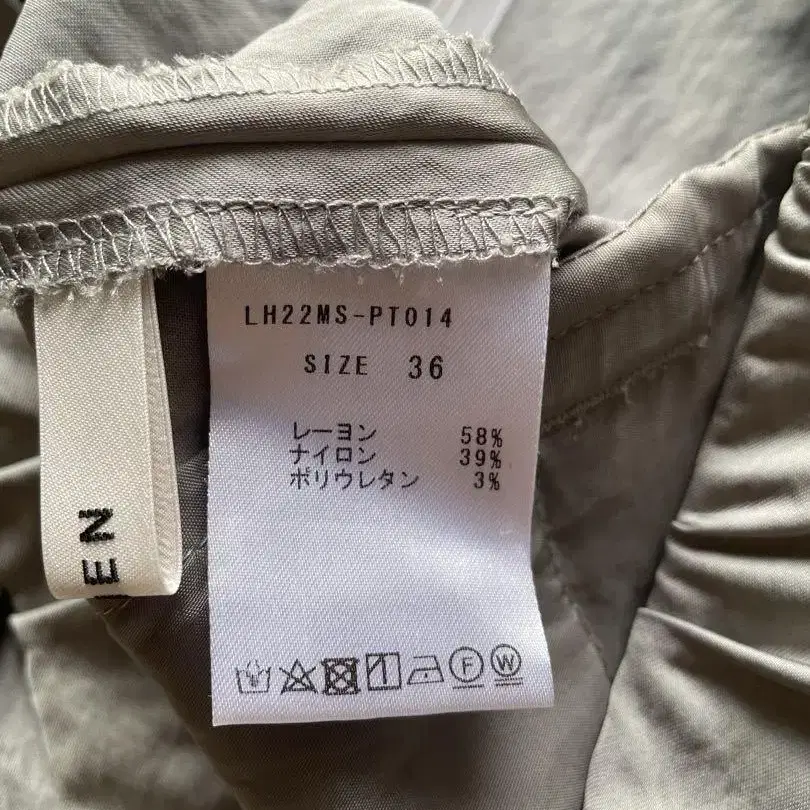 LH22MS-PT014
SIZE 36
レーヨン 58%
ナイロン 39%
ポリウレタン 3%
EN
F W